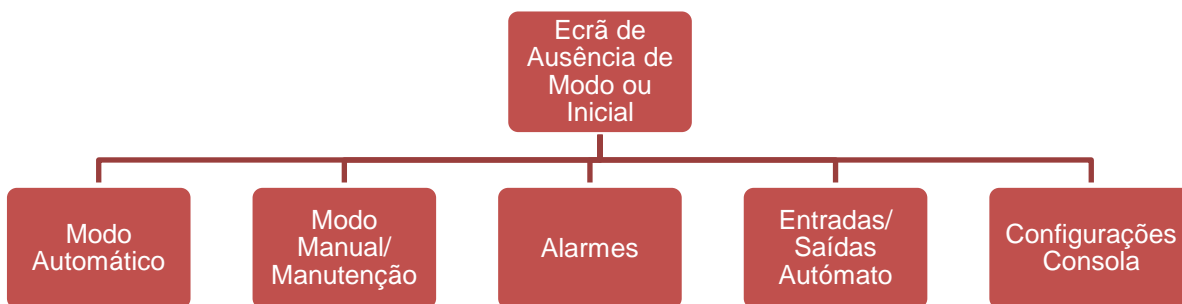 Ecrã de
Ausência de
Modo ou
Inicial
Modo
Automático
Modo
Manual/
Manutenção
Alarmes
Entradas/
Saídas
Autómato
Configurações
Consola